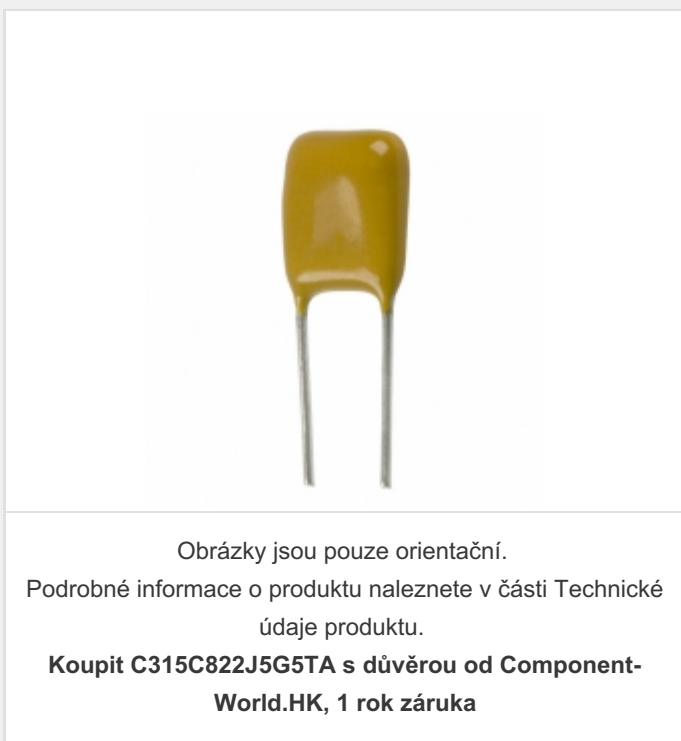 Obrázky jsou pouze orientační.
Podrobné informace o produktu naleznete v části Technické
údaje produktu.
Koupit C315C822J5G5TA s důvěrou od Component-
World.HK, 1 rok záruka